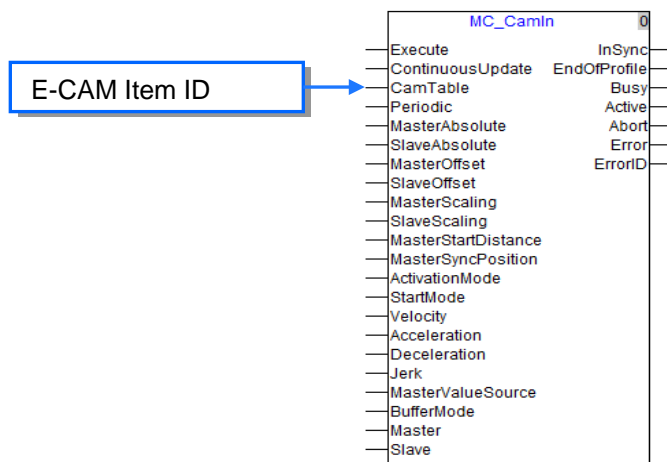 MC_CamIn 0
Execute InSync
ContinuousUpdate EndOfProfile
E-CAM Item ID
CamTable Busy
Periodic Active
MasterAbsolute Abort
SlaveAbsolute Error
MasterOffset ErrorID
SlaveOffset
MasterScaling
SlaveScaling
MasterStartDistance
MasterSyncPosition
ActivationMode
StartMode
Velocity
Acceleration
Deceleration
Jerk
MasterValueSource
BufferMode
Master
Slave